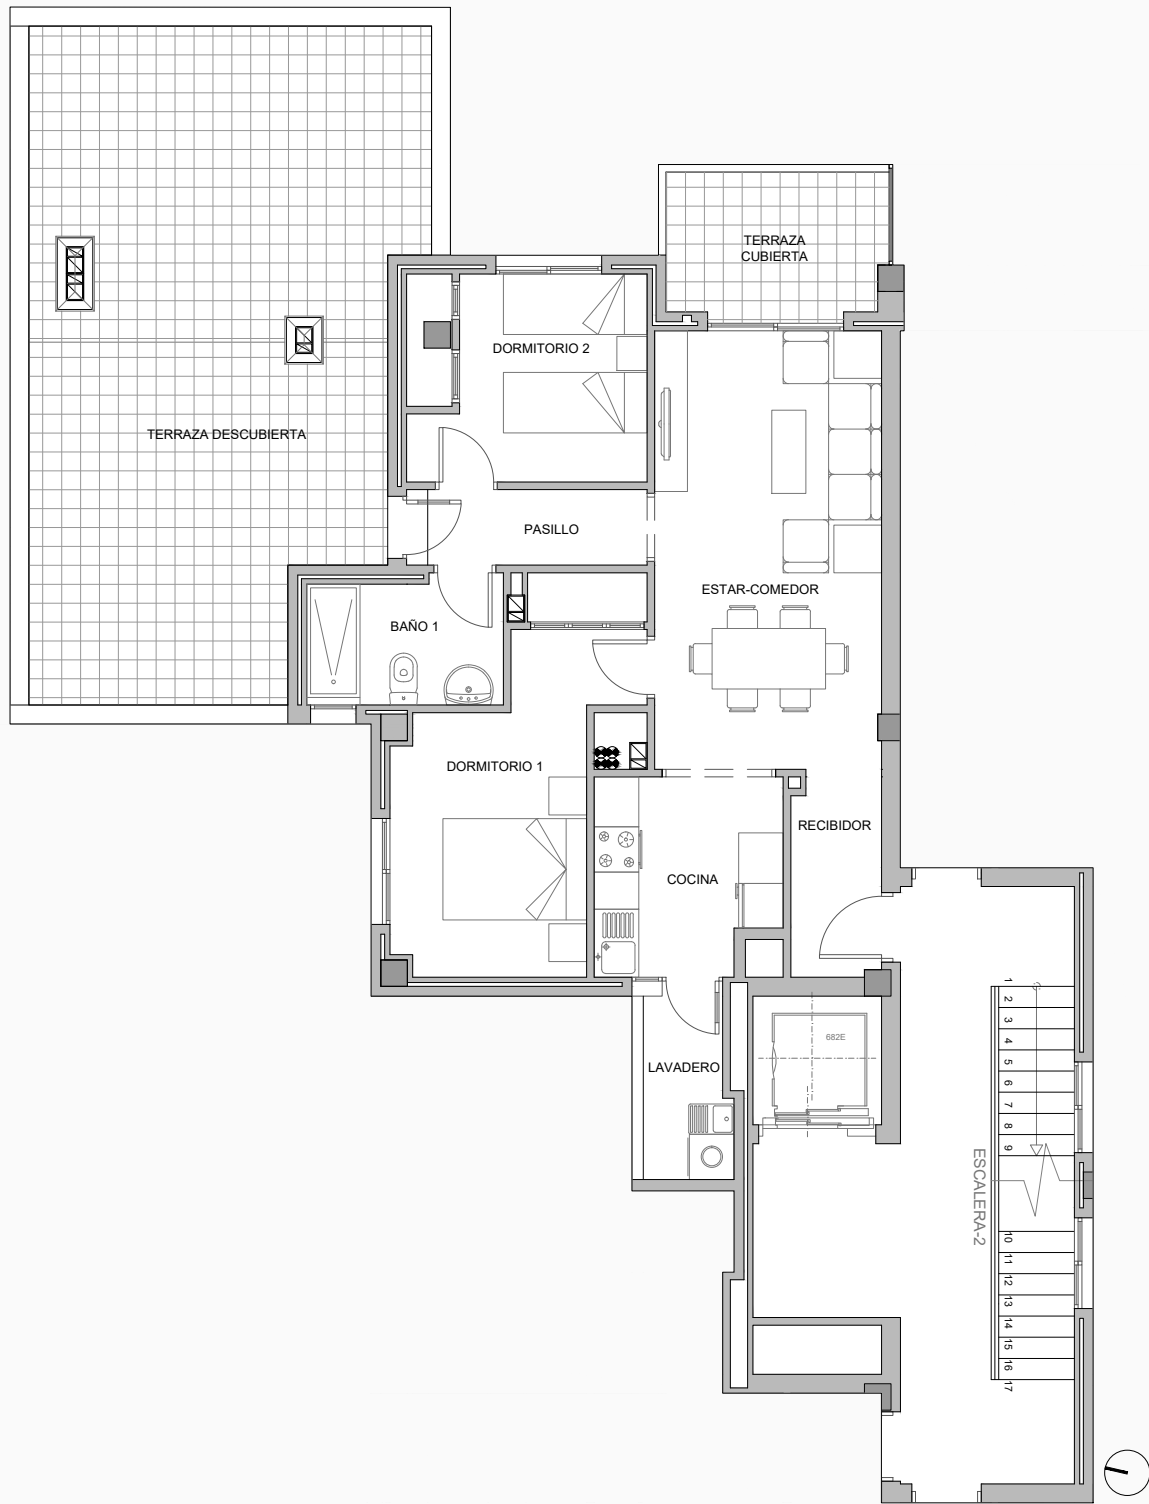 TERRAZA
CUBIERTA
DORMITORIO 2
TERRAZA DESCUBIERTA
PASILLO
ESTAR-COMEDOR
BAÑO 1
DORMITORIO 1
RECIBIDOR
COCINA
LAVADERO
682E
ESCALERA-2
1
2
3
4
5
6
7
8
9
10
11
12
13
14
15
16
17